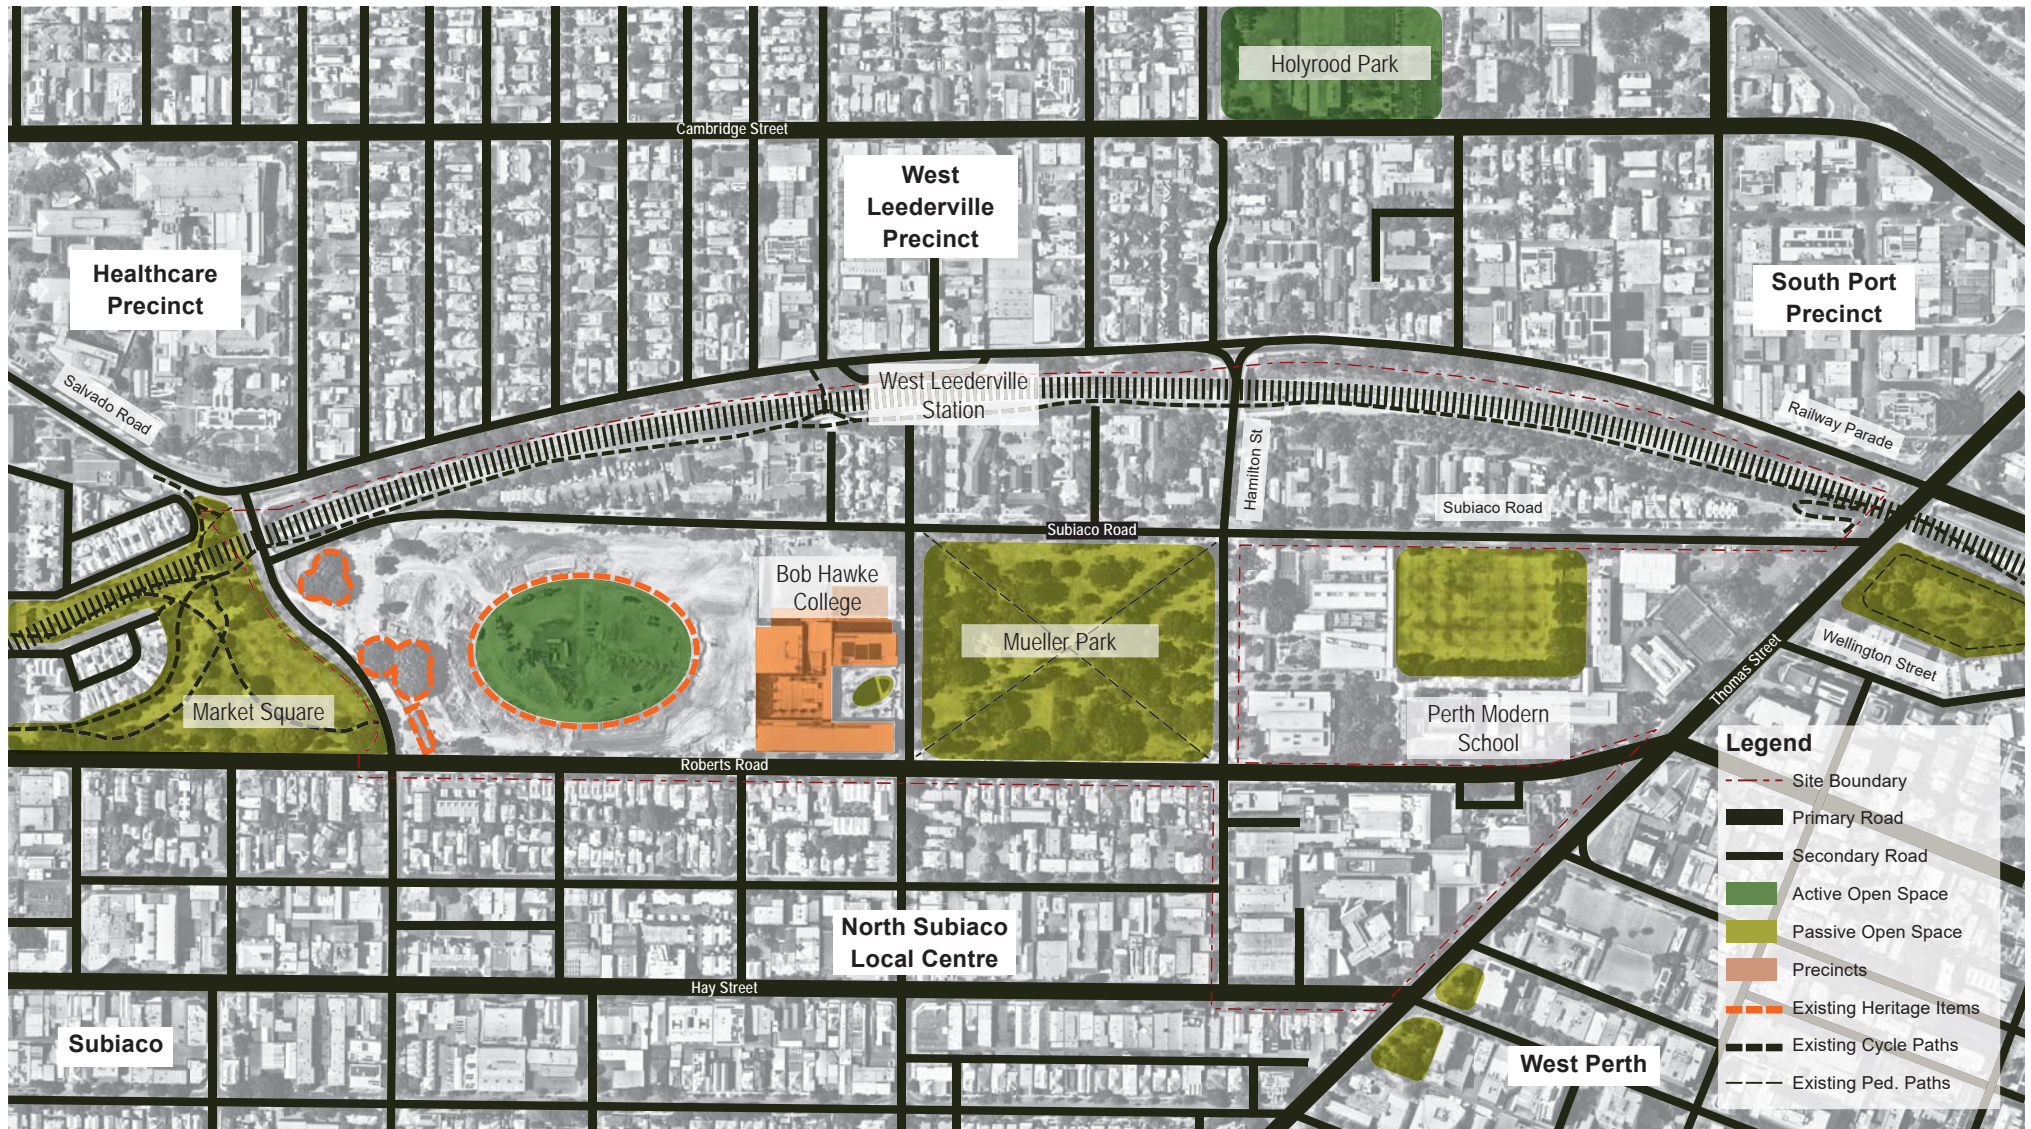 Holyrood Park
Cambridge Street
West
Leederville
Precinct
Healthcare
Precinct
South Port
Precinct
Salvado Road
West Leederville
Station
Railway Parade
Hamilton St
Subiaco Road
Subiaco Road
Bob Hawke
College
Mueller Park
Wellington Street
Thomas Street
Market Square
Perth Modern
School
Roberts Road
North Subiaco
Local Centre
Hay Street
Subiaco
West Perth
Legend
Site Boundary
Primary Road
Secondary Road
Active Open Space
Passive Open Space
Precincts
Existing Heritage Items
Existing Cycle Paths
Existing Ped. Paths